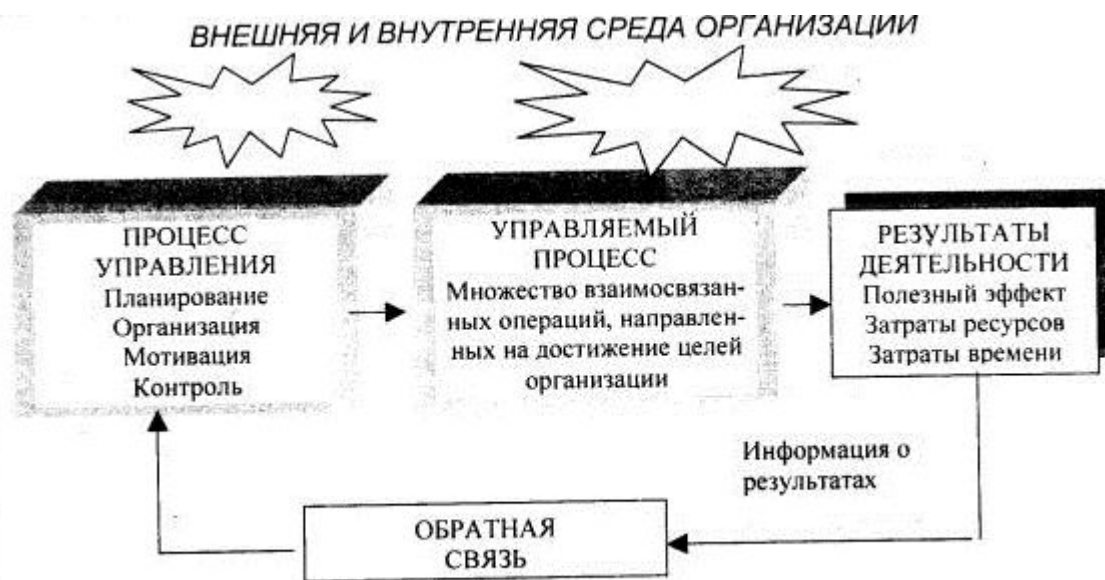 ВНЕШНЯЯ И ВНУТРЕННЯЯ СРЕДА ОРГАНИЗАЦИИ
ПРОЦЕСС
УПРАВЛЕНИЯ
Планирование
Организация
Мотивация
Контроль
УПРАВЛЯЕМЫЙ
ПРОЦЕСС
Множество взаимосвязан-
ных операций, направлен-
ных на достижение целей
организации
РЕЗУЛЬТАТЫ
ДЕЯТЕЛЬНОСТИ
Полезный эффект
Затраты ресурсов
Затраты времени
Информация о
результатах
ОБРАТНАЯ
СВЯЗЬ